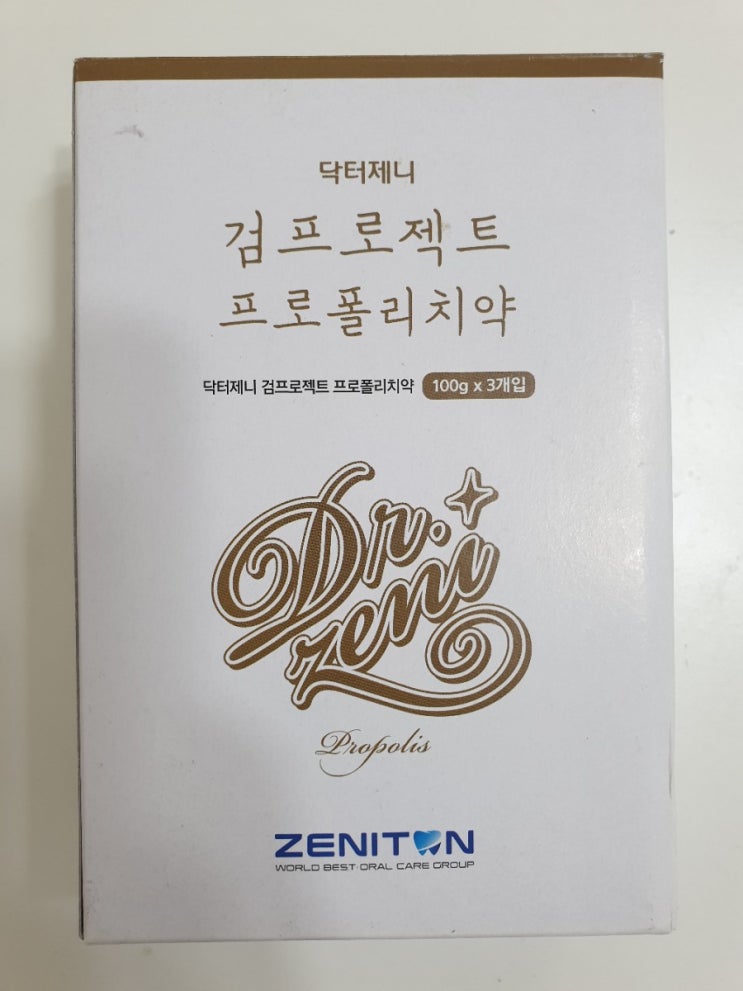 닥터제니
검프로젝트
프로폴리치약
닥터제니 검프로젝트 프로폴리치약 100g x 3개입
Dr.
zeni
Propolis
ZENITON
WORLD BEST ORAL CARE GROUP